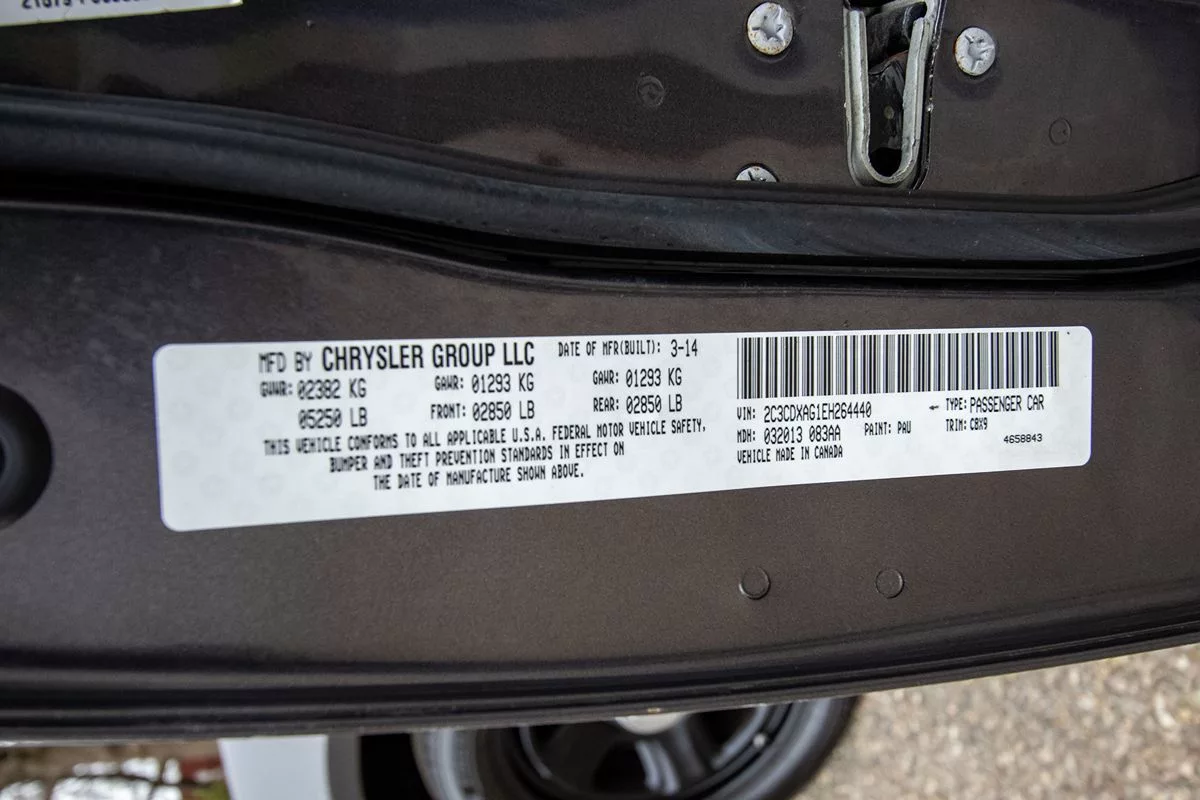 MFD BY CHRYSLER GROUP LLC DATE OF MFR(BUILT): 3-14
GVWR: 02382 KG GAWR: 01293 KG GAWR: 01293 KG
05250 LB FRONT: 02850 LB REAR: 02850 LB
THIS VEHICLE CONFORMS TO ALL APPLICABLE U.S.A. FEDERAL MOTOR VEHICLE SAFETY,
BUMPER AND THEFT PREVENTION STANDARDS IN EFFECT ON
THE DATE OF MANUFACTURE SHOWN ABOVE.
VIN: 2C3CDXAG1EH264440 TYPE: PASSENGER CAR
MDH: 032013 083AA PAINT: PAU TRIM: CBX9
VEHICLE MADE IN CANADA 4658843